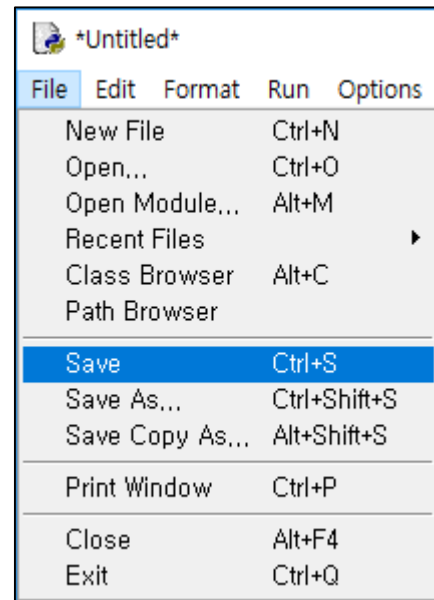 *Untitled*
File Edit Format Run Options
New File Ctrl+N
Open... Ctrl+O
Open Module... Alt+M
Recent Files
Class Browser Alt+C
Path Browser
Save Ctrl+S
Save As... Ctrl+Shift+S
Save Copy As... Alt+Shift+S
Print Window Ctrl+P
Close Alt+F4
Exit Ctrl+Q